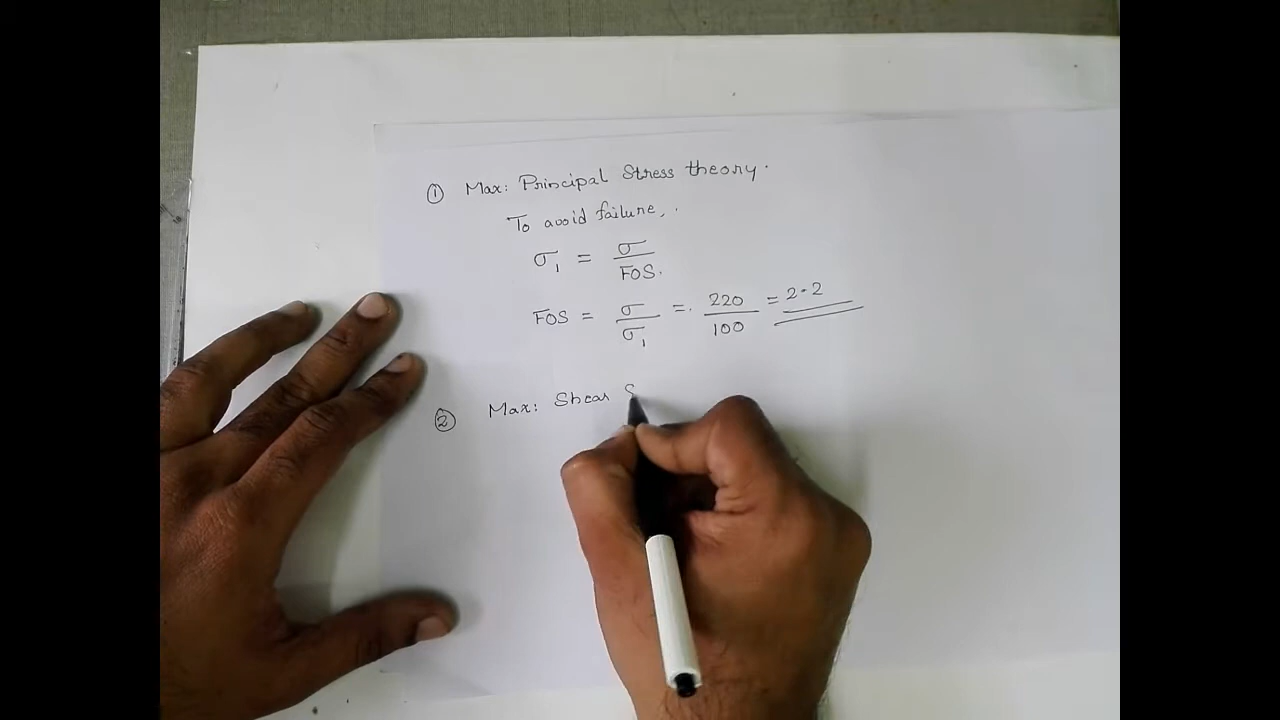 ① Max: Principal Stress theory.
To avoid failure,.
σ₁ = σ / FOS.
FOS = σ / σ₁ =. 220 / 100 = 2.2
② Max: Shear S